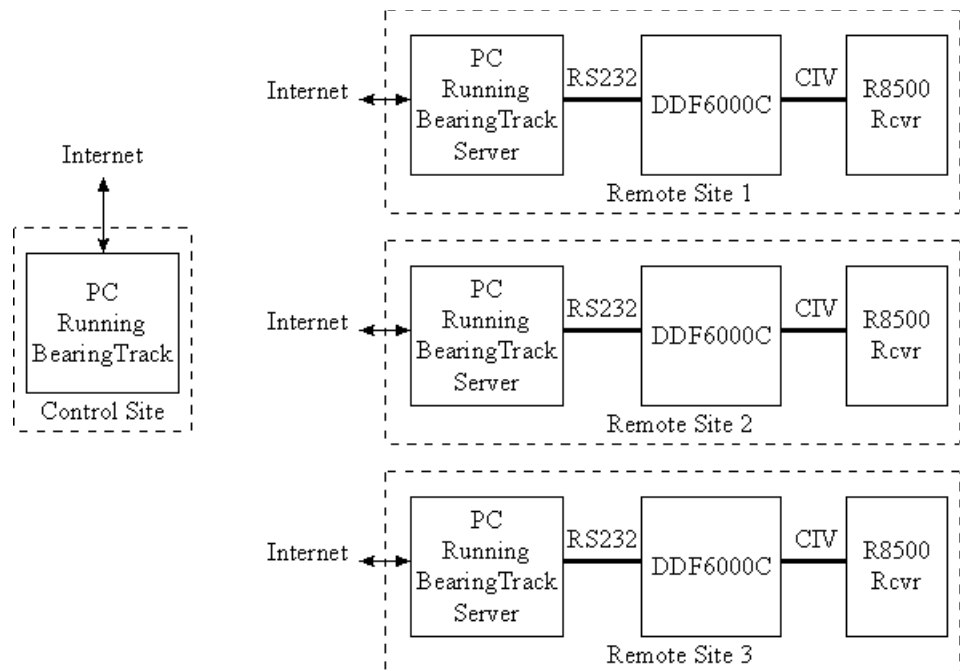 Internet
PC
Running
BearingTrack
Control Site
Internet
PC
Running
BearingTrack
Server
RS232
DDF6000C
CIV
R8500
Rcvr
Remote Site 1
Internet
PC
Running
BearingTrack
Server
RS232
DDF6000C
CIV
R8500
Rcvr
Remote Site 2
Internet
PC
Running
BearingTrack
Server
RS232
DDF6000C
CIV
R8500
Rcvr
Remote Site 3